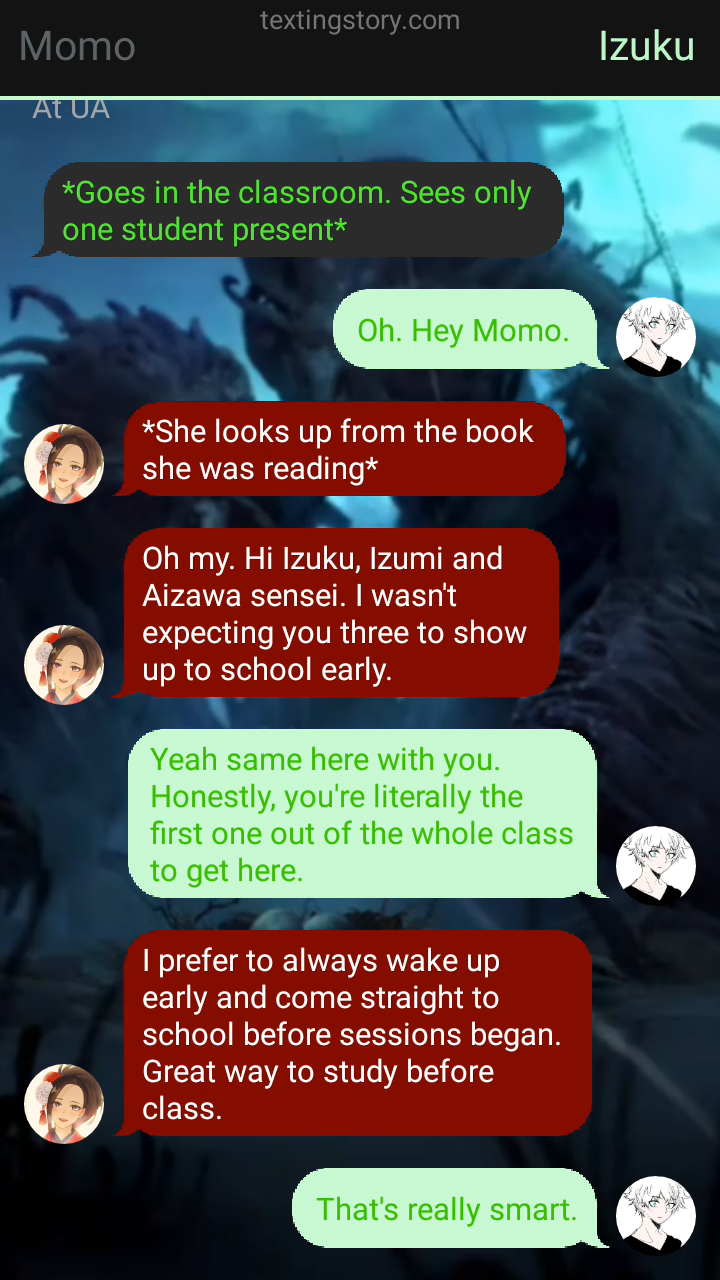 textingstory.com
Momo
Izuku
At UA
*Goes in the classroom. Sees only
one student present*
Oh. Hey Momo.
*She looks up from the book
she was reading*
Oh my. Hi Izuku, Izumi and
Aizawa sensei. I wasn't
expecting you three to show
up to school early.
Yeah same here with you.
Honestly, you're literally the
first one out of the whole class
to get here.
I prefer to always wake up
early and come straight to
school before sessions began.
Great way to study before
class.
That's really smart.